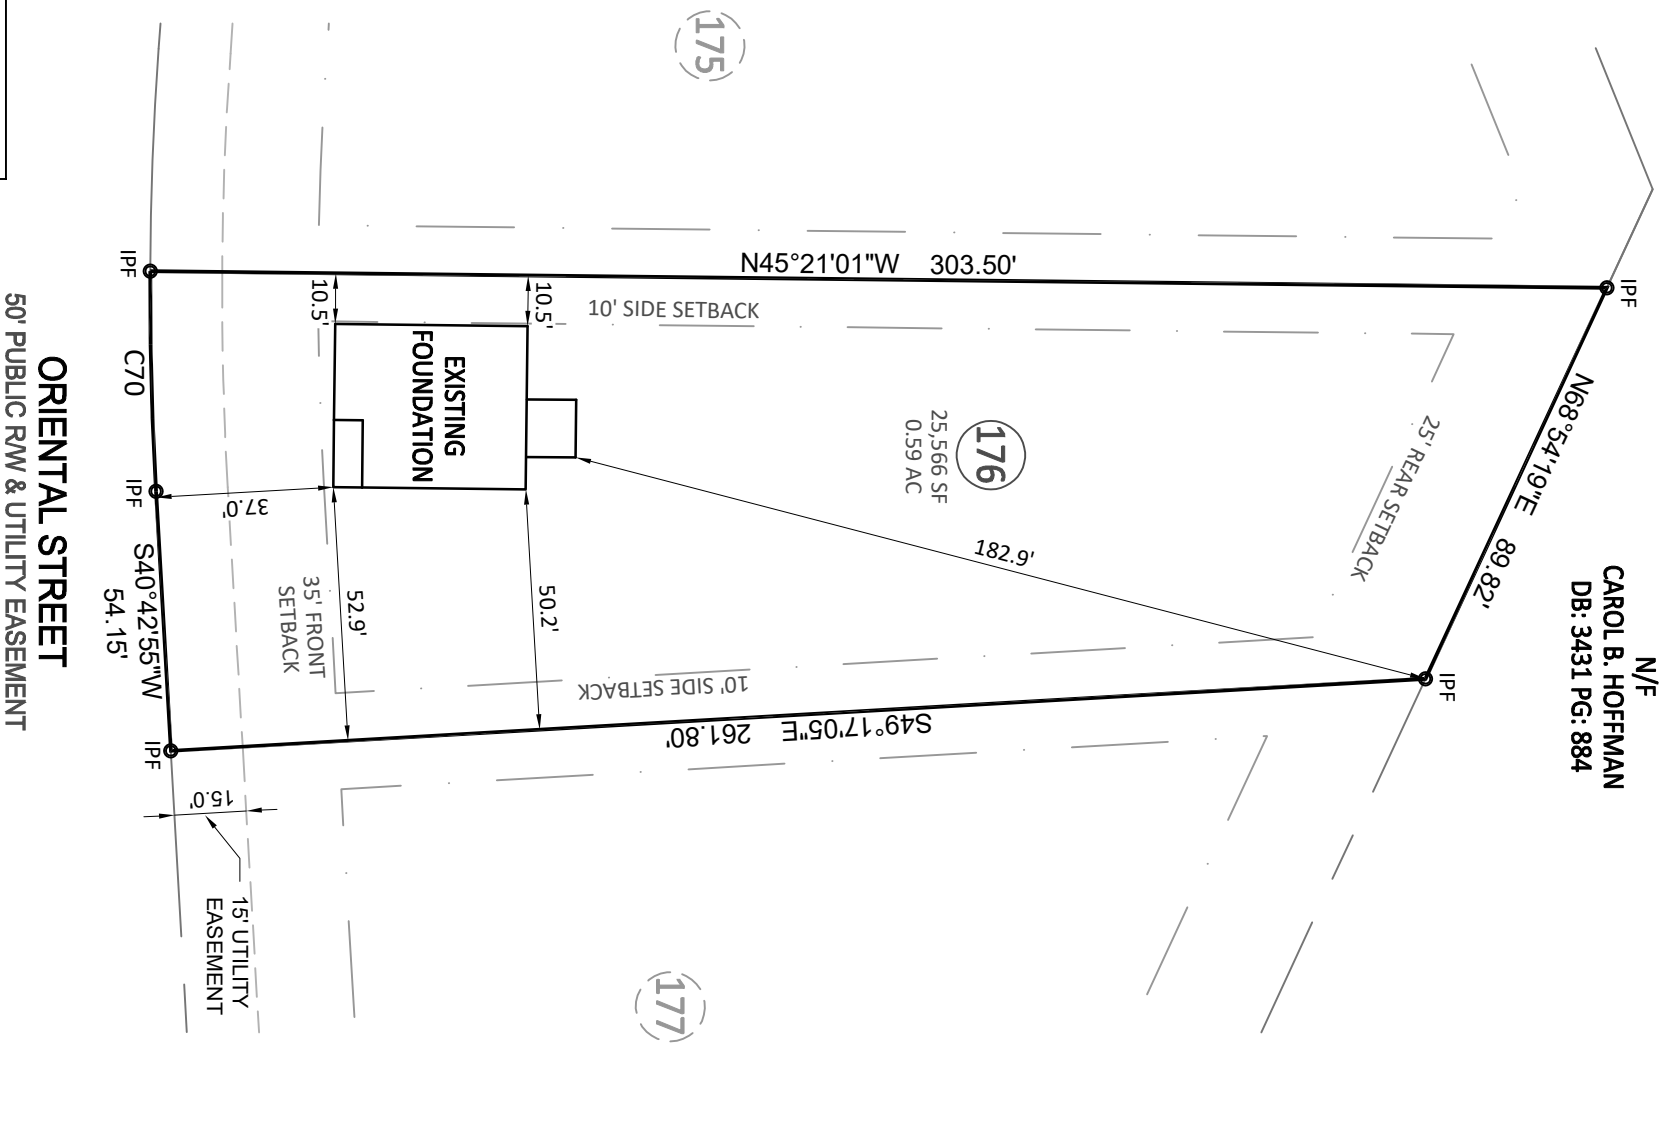 175
IPF
N45°21'01"W 303.50'
IPF
10.5'
10.5'
10' SIDE SETBACK
EXISTING
FOUNDATION
C70
IPF
37.0'
176
25,566 SF
0.59 AC
25' REAR SETBACK
N68°54'19"E 89.82'
N/F
CAROL B. HOFFMAN
DB: 3431 PG: 884
182.9'
52.9'
50.2'
35' FRONT
SETBACK
S40°42'55"W
54.15'
10' SIDE SETBACK
S49°17'05"E 261.80'
IPF
IPF
15.0'
15' UTILITY
EASEMENT
177
ORIENTAL STREET
50' PUBLIC R/W & UTILITY EASEMENT